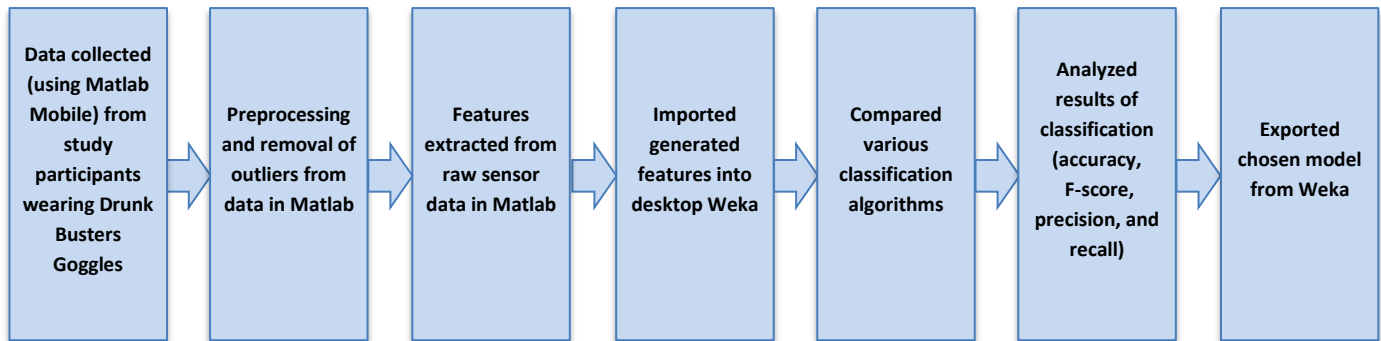 Data collected
(using Matlab
Mobile) from
study
participants
wearing Drunk
Busters
Goggles
Preprocessing
and removal of
outliers from
data in Matlab
Features
extracted from
raw sensor
data in Matlab
Imported
generated
features into
desktop Weka
Compared
various
classification
algorithms
Analyzed
results of
classification
(accuracy,
F-score,
precision, and
recall)
Exported
chosen model
from Weka